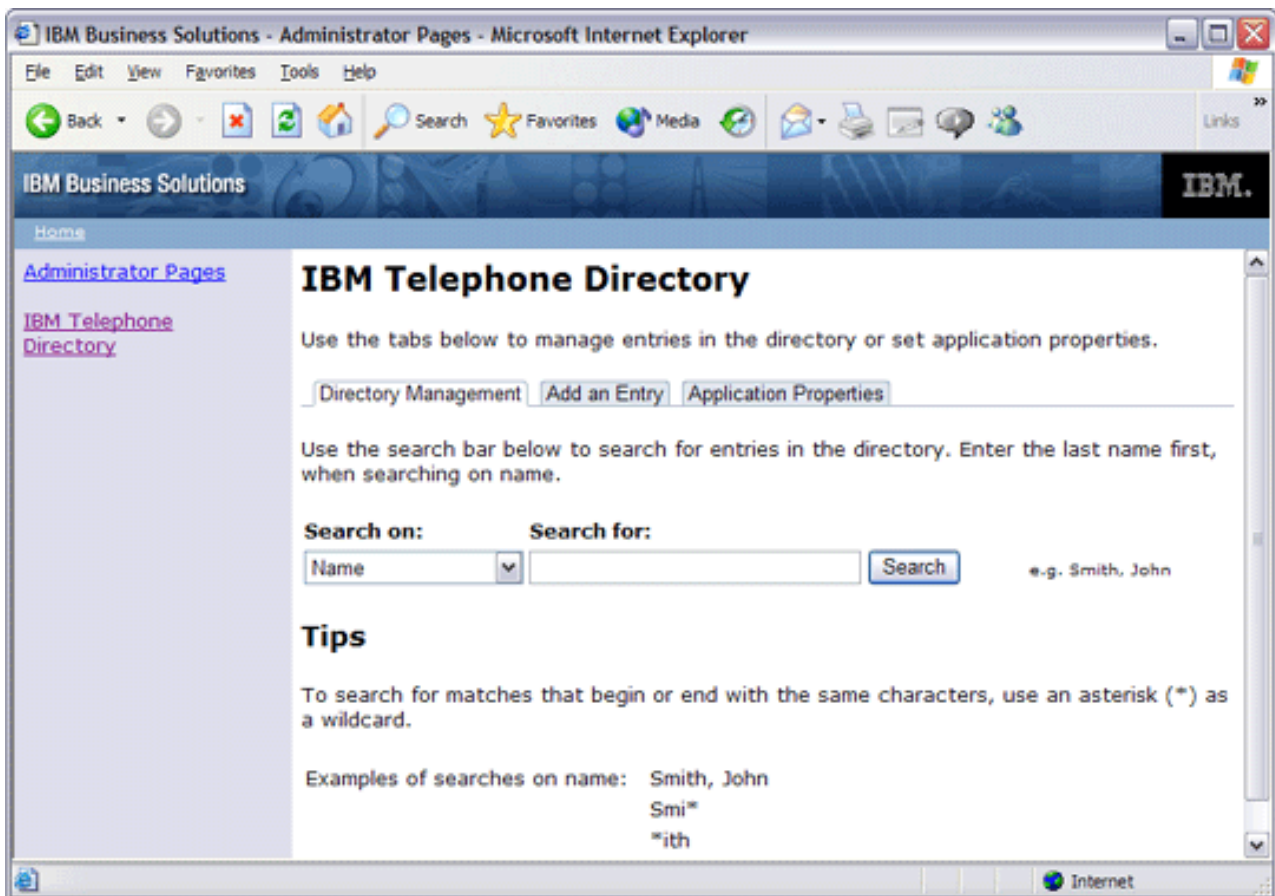 IBM Business Solutions - Administrator Pages - Microsoft Internet Explorer
File Edit View Favorites Tools Help
Back Search Favorites Media Links
IBM Business Solutions IBM.
Home
Administrator Pages
IBM Telephone
Directory
IBM Telephone Directory
Use the tabs below to manage entries in the directory or set application properties.
Directory Management Add an Entry Application Properties
Use the search bar below to search for entries in the directory. Enter the last name first,
when searching on name.
Search on: Search for:
Name Search e.g. Smith, John
Tips
To search for matches that begin or end with the same characters, use an asterisk (*) as
a wildcard.
Examples of searches on name: Smith, John
Smi*
*ith
Internet